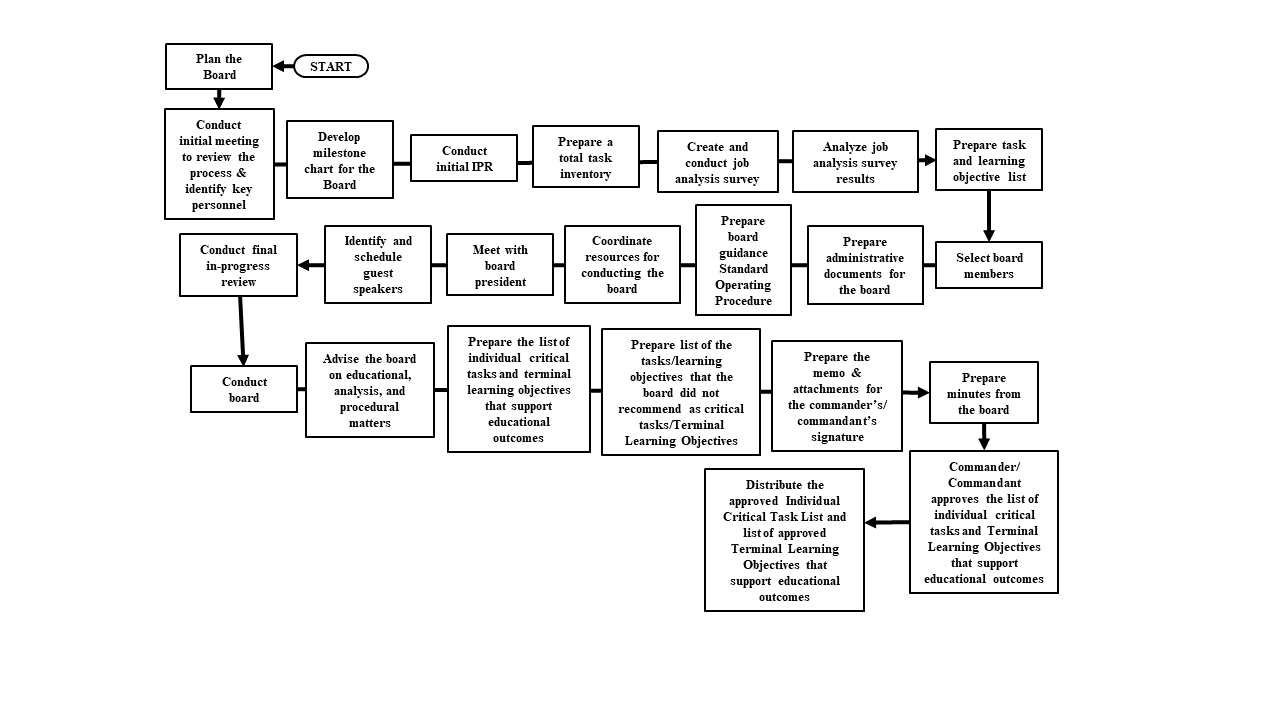 Plan the
Board
START
Conduct
initial meeting
to review the
process &
identify key
personnel
Develop
milestone
chart for the
Board
Conduct
initial IPR
Prepare a
total task
inventory
Create and
conduct job
analysis survey
Analyze job
analysis survey
results
Prepare task
and learning
objective list
Select board
members
Prepare
administrative
documents for
the board
Prepare
board
guidance
Standard
Operating
Procedure
Coordinate
resources for
conducting the
board
Meet with
board
president
Identify and
schedule
guest
speakers
Conduct final
in-progress
review
Conduct
board
Advise the board
on educational,
analysis, and
procedural
matters
Prepare the list of
individual critical
tasks and terminal
learning objectives
that support
educational
outcomes
Prepare list of the
tasks/learning
objectives that the
board did not
recommend as critical
tasks/Terminal
Learning Objectives
Prepare the
memo &
attachments for
the commander's/
commandant's
signature
Prepare
minutes from
the board
Commander/
Commandant
approves the list of
individual critical
tasks and Terminal
Learning Objectives
that support
educational outcomes
Distribute the
approved Individual
Critical Task List and
list of approved
Terminal Learning
Objectives that
support educational
outcomes